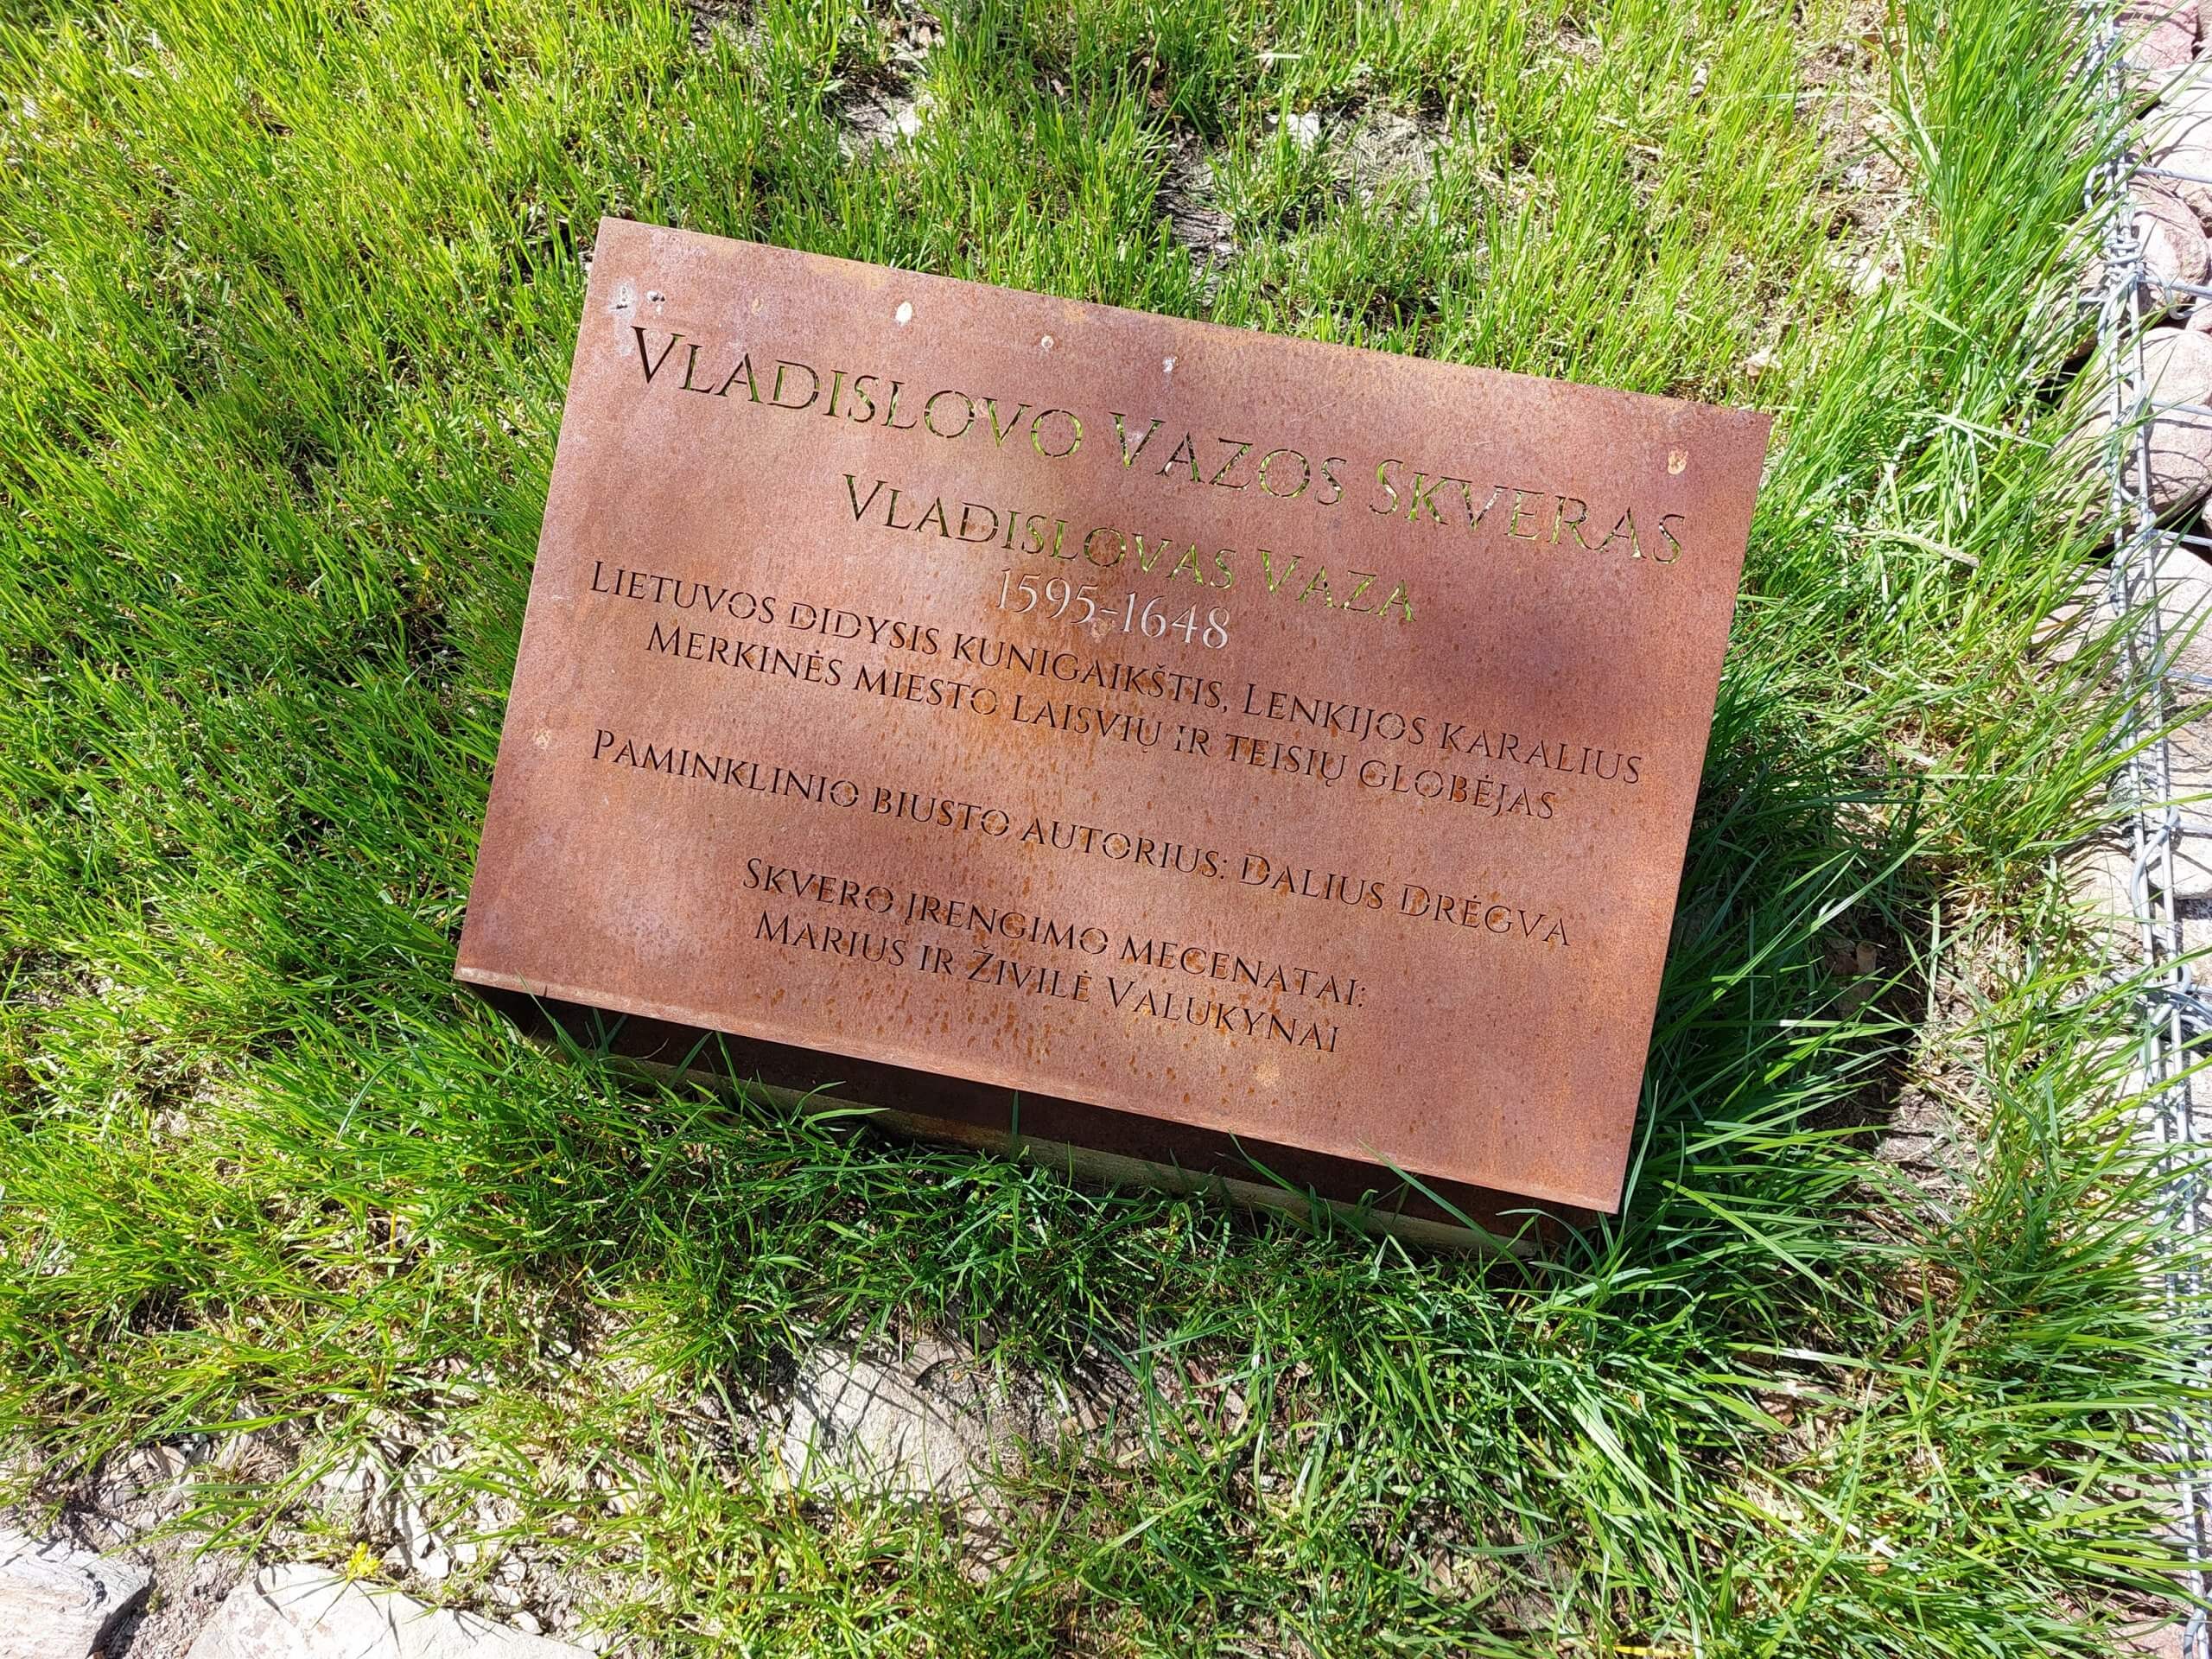 Vladislovo Vazos Skveras
Vladislovas Vaza
1595-1648
Lietuvos didysis kunigaikštis, Lenkijos karalius
Merkinės miesto laisvių ir teisių globėjas
Paminklinio biusto autorius: Dalius Drėgva
Skvero įrengimo mecenatai:
Marius ir Živilė Valukynai